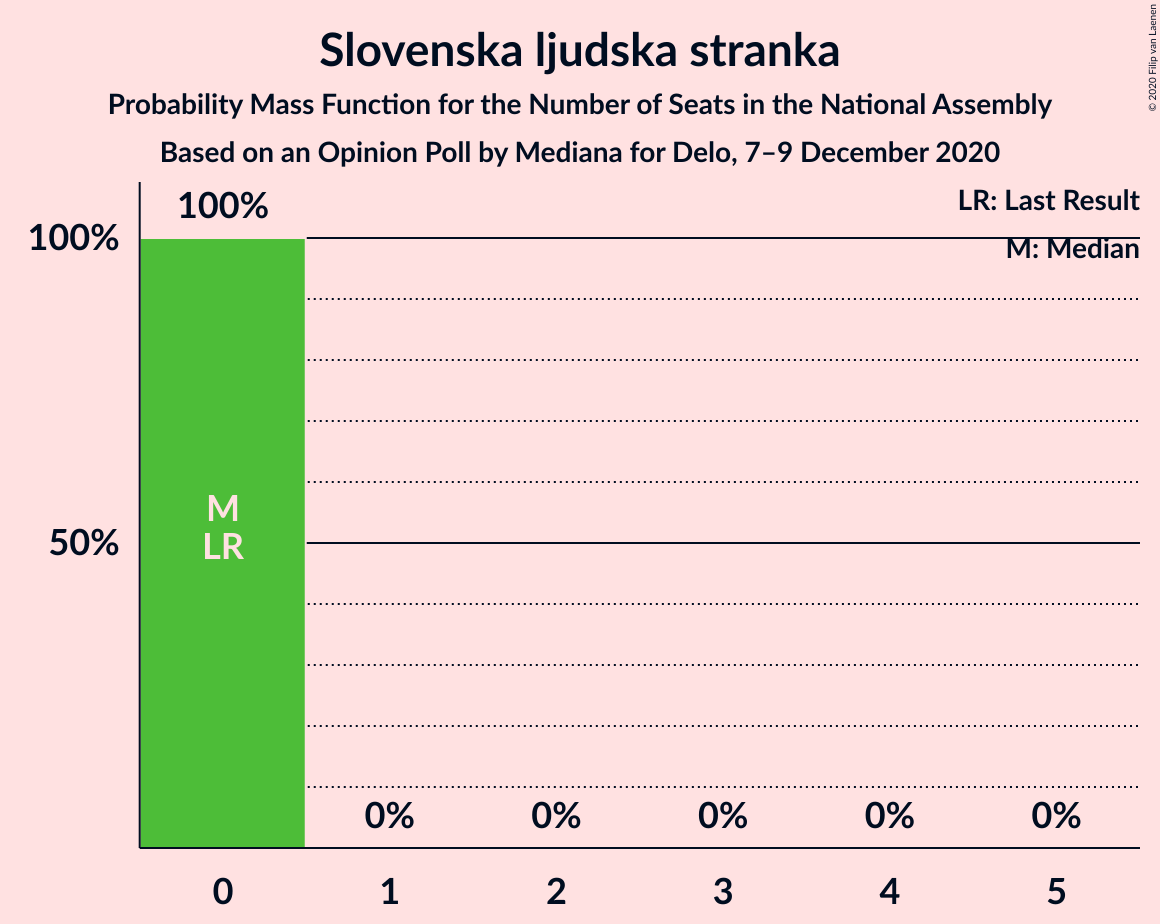 Slovenska ljudska stranka
Probability Mass Function for the Number of Seats in the National Assembly
Based on an Opinion Poll by Mediana for Delo, 7–9 December 2020
© 2020 Filip van Laenen
LR: Last Result
M: Median
100%
100%
50%
M
LR
0% 0% 0% 0% 0%
0 1 2 3 4 5